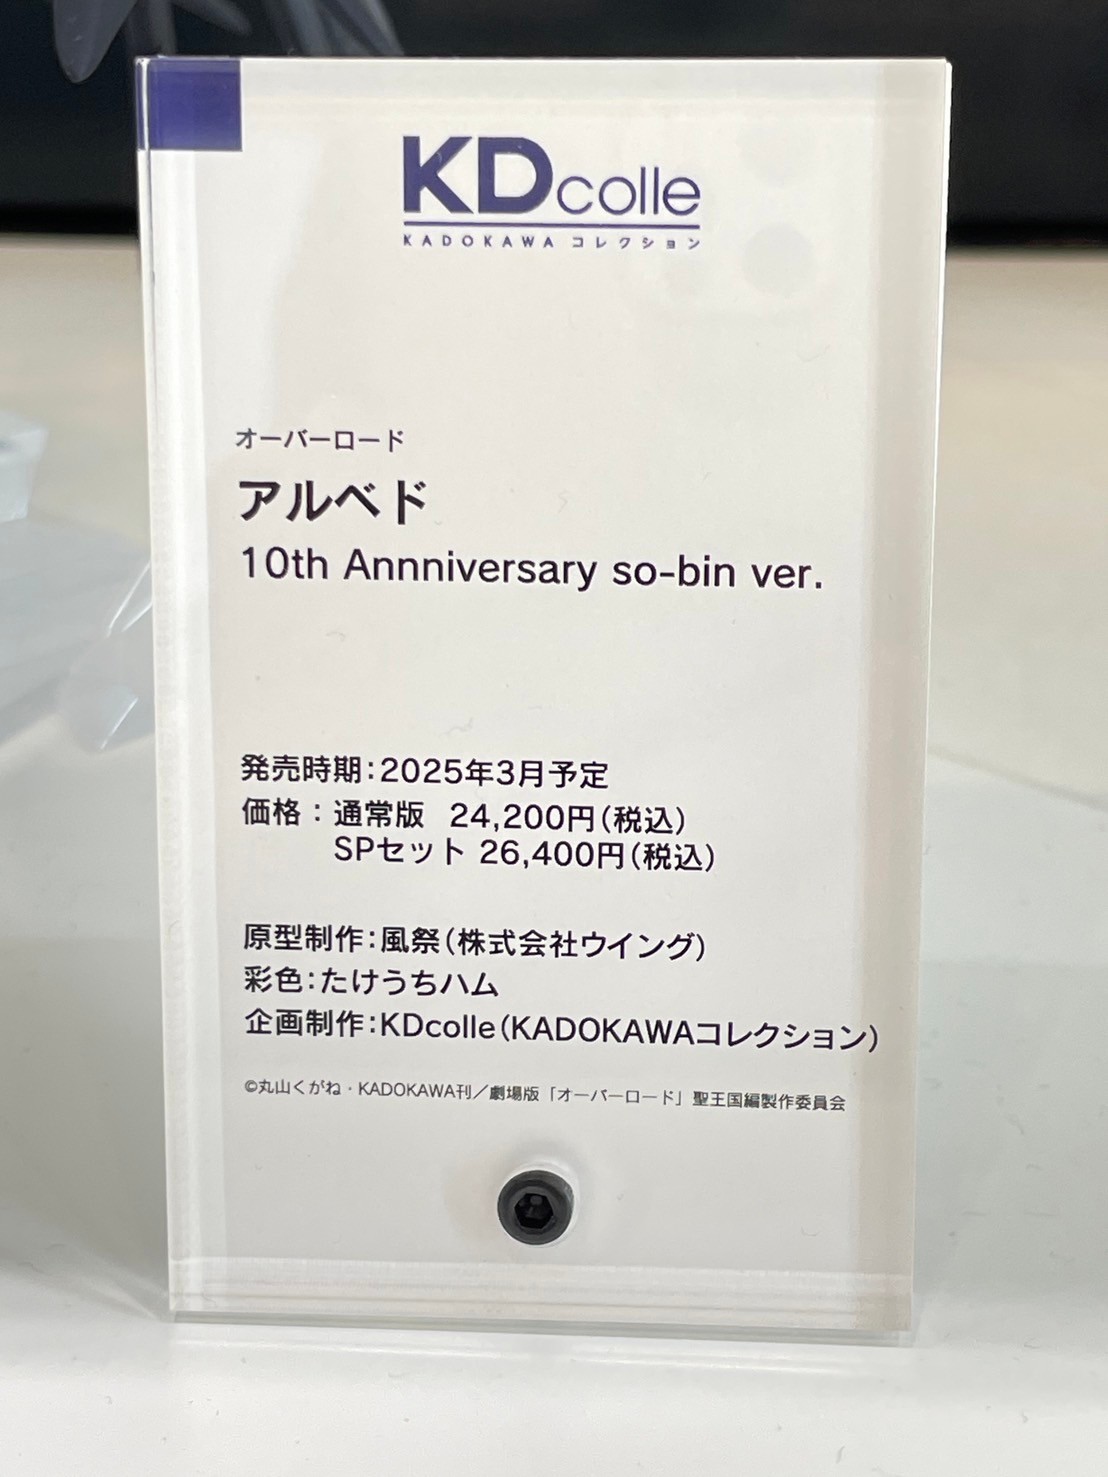 KDcolle
KADOKAWA コレクション
オーバーロード
アルベド
10th Annniversary so-bin ver.
発売時期：2025年3月予定
価格：通常版 24,200円（税込）
SPセット 26,400円（税込）
原型制作：風祭（株式会社ウイング）
彩色：たけうちハム
企画制作：KDcolle（KADOKAWAコレクション）
©丸山くがね・KADOKAWA刊／劇場版「オーバーロード」聖王国編製作委員会